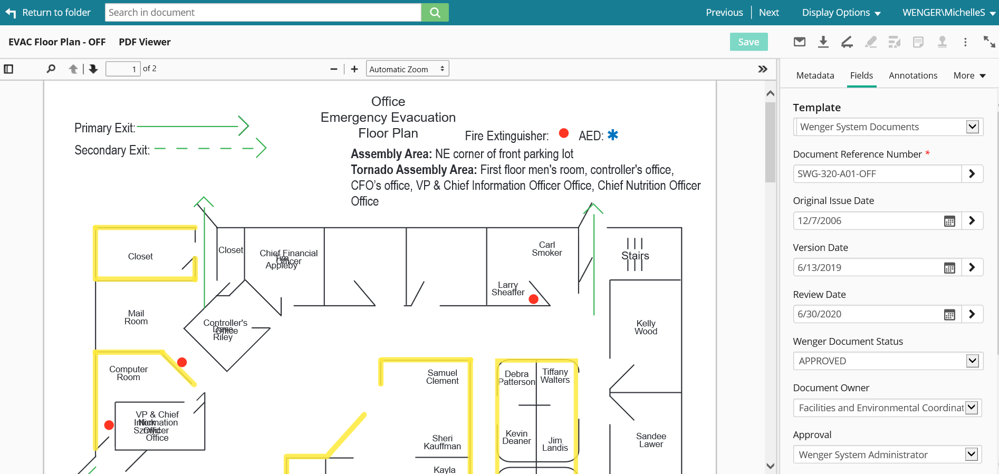 Return to folder
Search in document
Previous
Next
Display Options
WENGER\MichelleS
EVAC Floor Plan - OFF
PDF Viewer
Save
1
of 2
Automatic Zoom
Office
Emergency Evacuation
Floor Plan
Primary Exit:
Secondary Exit:
Fire Extinguisher:
AED:
Assembly Area: NE corner of front parking lot
Tornado Assembly Area: First floor men's room, controller's office,
CFO's office, VP & Chief Information Officer Office, Chief Nutrition Officer
Office
Closet
Closet
Chief Financial
Officer
Tim
Appleby
Carl
Smoker
Stairs
Larry
Sheaffer
Mail
Room
Controller's
Office
Dave
Riley
Kelly
Wood
Computer
Room
Samuel
Clement
Debra
Patterson
Tiffany
Walters
VP & Chief
Information
Officer
Office
Nick
Sheri
Kauffman
Kevin
Deaner
Jim
Landis
Sandee
Lawer
Kayla
Metadata
Fields
Annotations
More
Template
Wenger System Documents
Document Reference Number *
SWG-320-A01-OFF
Original Issue Date
12/7/2006
Version Date
6/13/2019
Review Date
6/30/2020
Wenger Document Status
APPROVED
Document Owner
Facilities and Environmental Coordinat
Approval
Wenger System Administrator